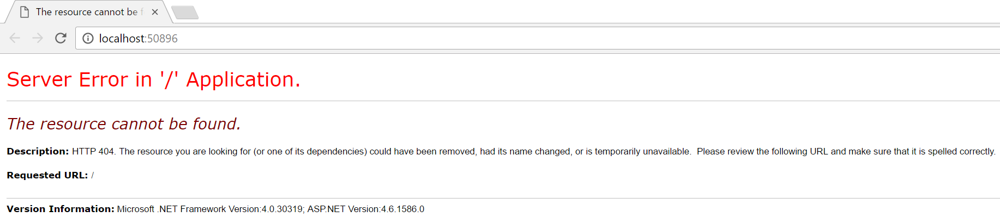 The resource cannot be f
localhost:50896
Server Error in '/' Application.
The resource cannot be found.
Description: HTTP 404. The resource you are looking for (or one of its dependencies) could have been removed, had its name changed, or is temporarily unavailable.  Please review the following URL and make sure that it is spelled correctly.
Requested URL: /
Version Information: Microsoft .NET Framework Version:4.0.30319; ASP.NET Version:4.6.1586.0